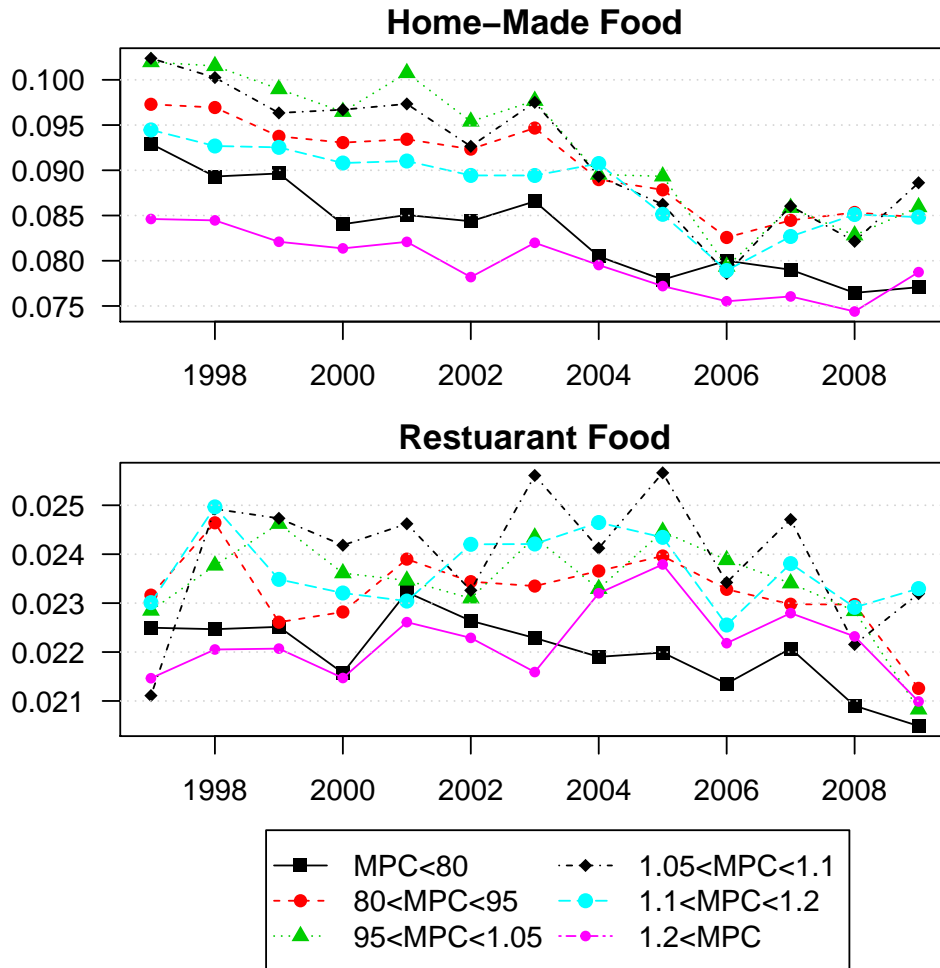 Home−Made Food
0.100
0.095
0.090
0.085
0.080
0.075
1998 2000 2002 2004 2006 2008
Restuarant Food
0.025
0.024
0.023
0.022
0.021
1998 2000 2002 2004 2006 2008
MPC<80 1.05<MPC<1.1
80<MPC<95 1.1<MPC<1.2
95<MPC<1.05 1.2<MPC